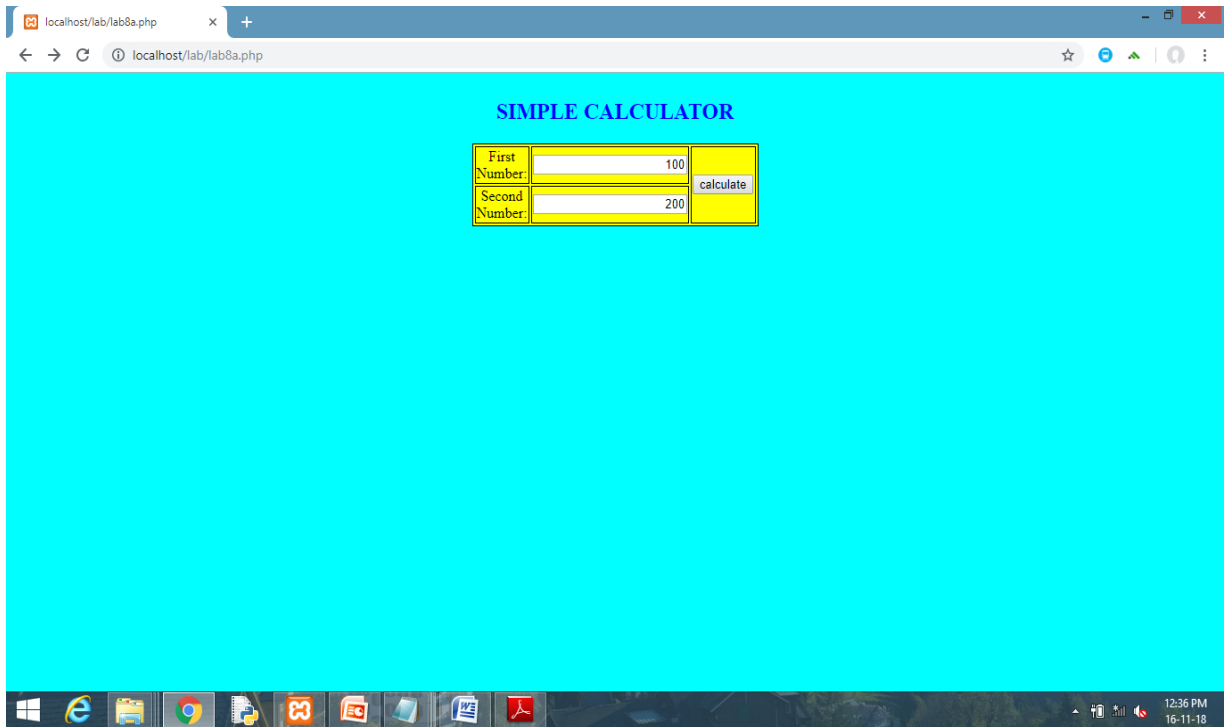 localhost/lab/lab8a.php
localhost/lab/lab8a.php
SIMPLE CALCULATOR
First
Number:
100
calculate
Second
Number:
200
12:36 PM
16-11-18